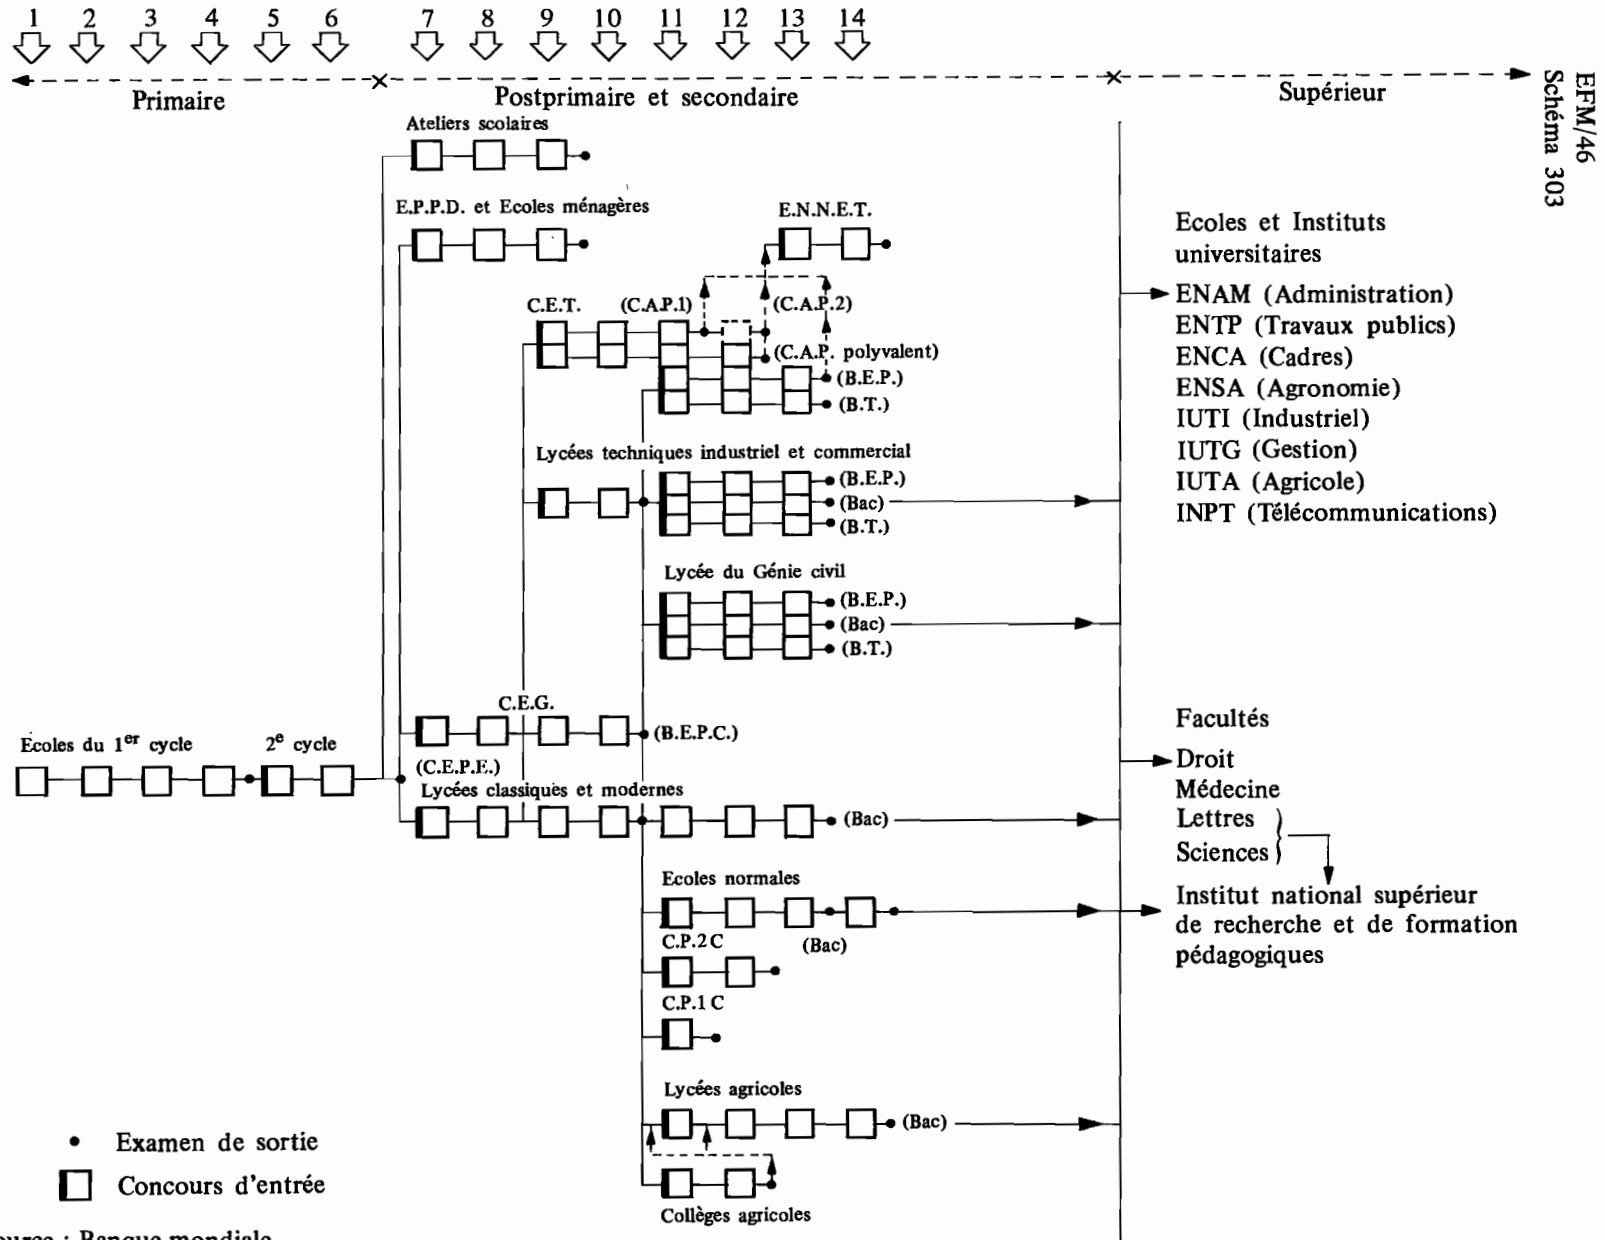 1 2 3 4 5 6 7 8 9 10 11 12 13 14
Primaire
Postprimaire et secondaire
Supérieur
EFM/46
Schéma 303
Ateliers scolaires
E.P.P.D. et Ecoles ménagères
E.N.N.E.T.
C.E.T.
(C.A.P.1)
(C.A.P.2)
(C.A.P. polyvalent)
(B.E.P.)
(B.T.)
Lycées techniques industriel et commercial
(B.E.P.)
(Bac)
(B.T.)
Lycée du Génie civil
(B.E.P.)
(Bac)
(B.T.)
C.E.G.
(B.E.P.C.)
Ecoles du 1er cycle
2e cycle
(C.E.P.E.)
Lycées classiques et modernes
(Bac)
Ecoles normales
(Bac)
C.P.2 C
C.P.1 C
Lycées agricoles
(Bac)
Collèges agricoles
Ecoles et Instituts
universitaires
ENAM (Administration)
ENTP (Travaux publics)
ENCA (Cadres)
ENSA (Agronomie)
IUTI (Industriel)
IUTG (Gestion)
IUTA (Agricole)
INPT (Télécommunications)
Facultés
Droit
Médecine
Lettres
Sciences
Institut national supérieur
de recherche et de formation
pédagogiques
Examen de sortie
Concours d'entrée
: Banque mondiale